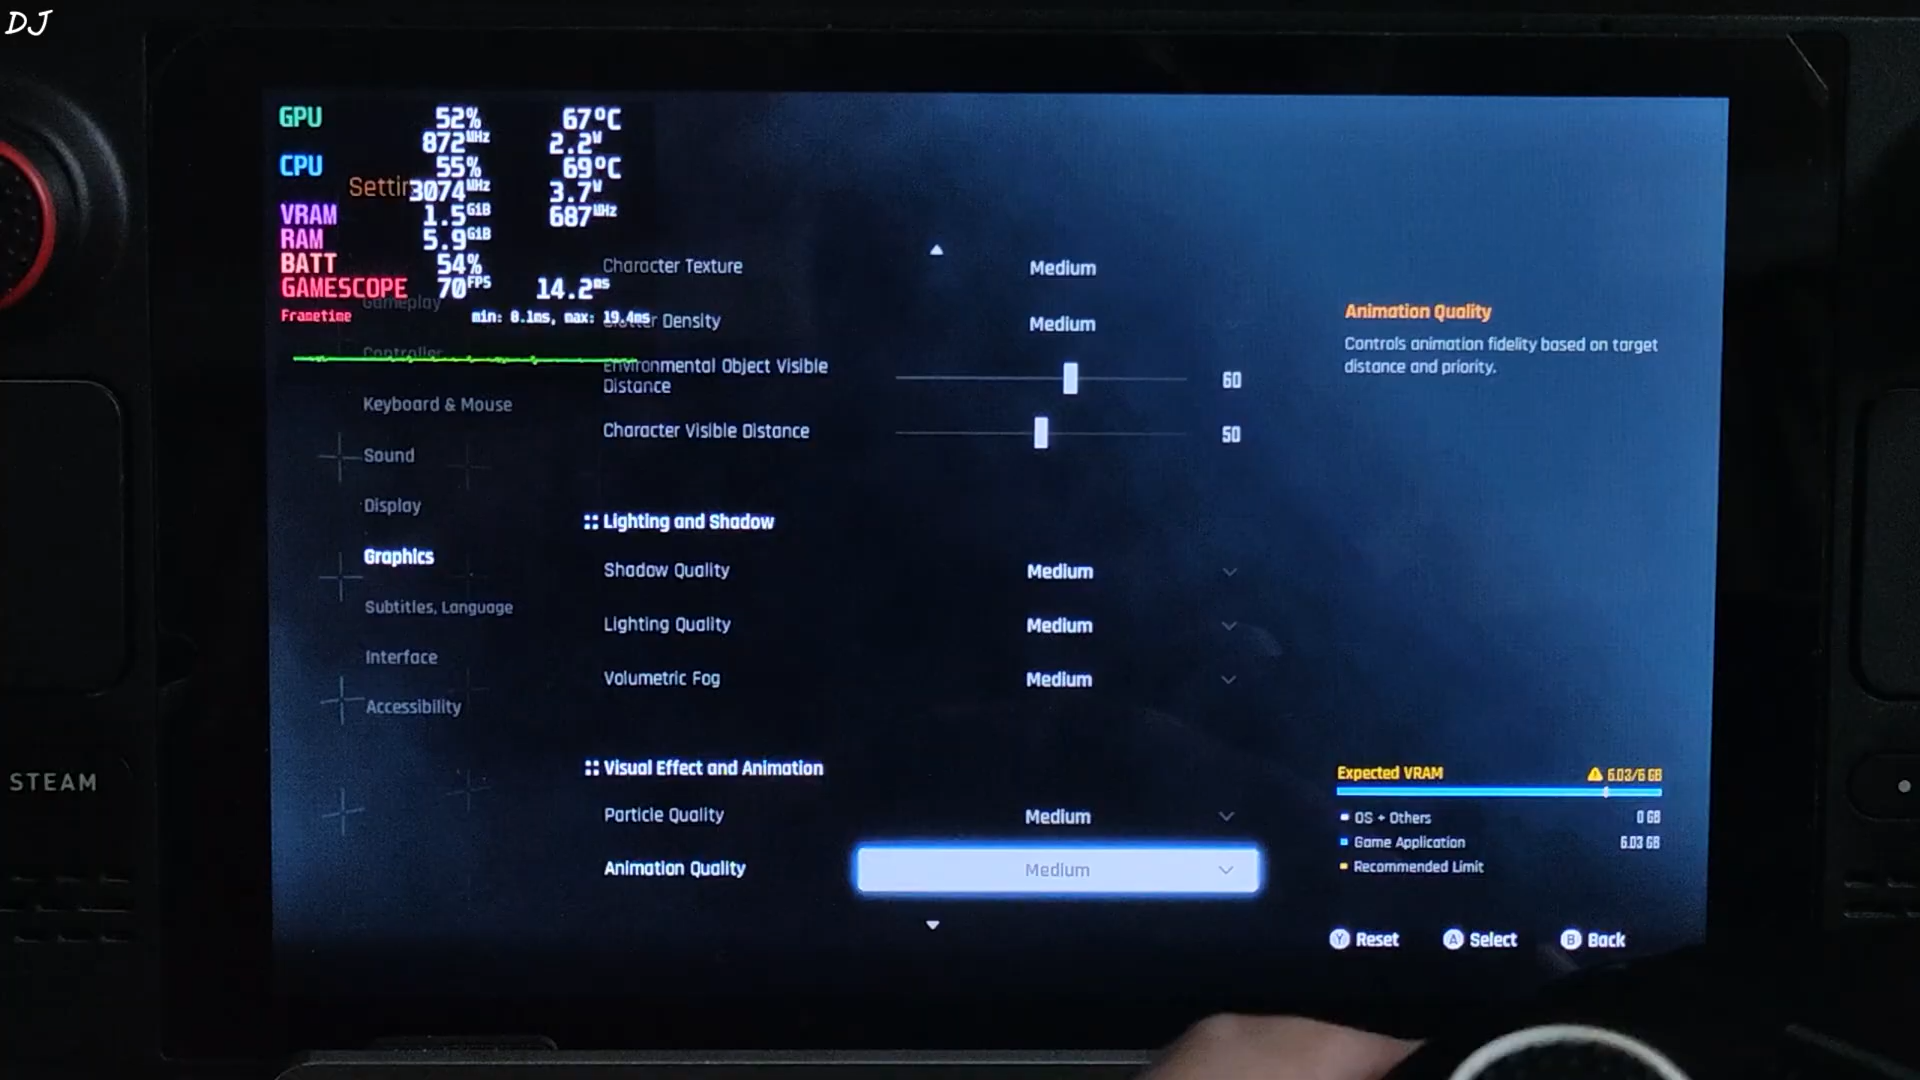 DJ
GPU 52% 67°C
872MHz 2.2W
CPU 55% 69°C
3074MHz 3.7W
VRAM 1.5GiB 687MHz
RAM 5.9GiB
BATT 54%
GAMESCOPE 70FPS 14.2ms
Frametime min: 8.1ms, max: 19.4ms
Gameplay
Controller
Keyboard & Mouse
Sound
Display
Graphics
Subtitles, Language
Interface
Accessibility
Character Texture Medium
Density Medium
Environmental Object Visible
Distance 60
Character Visible Distance 50
Lighting and Shadow
Shadow Quality Medium
Lighting Quality Medium
Volumetric Fog Medium
Visual Effect and Animation
Particle Quality Medium
Animation Quality Medium
Animation Quality
Controls animation fidelity based on target
distance and priority.
Expected VRAM 6.03/6 GB
OS + Others 0 GB
Game Application 6.03 GB
Recommended Limit
Y Reset A Select B Back
STEAM